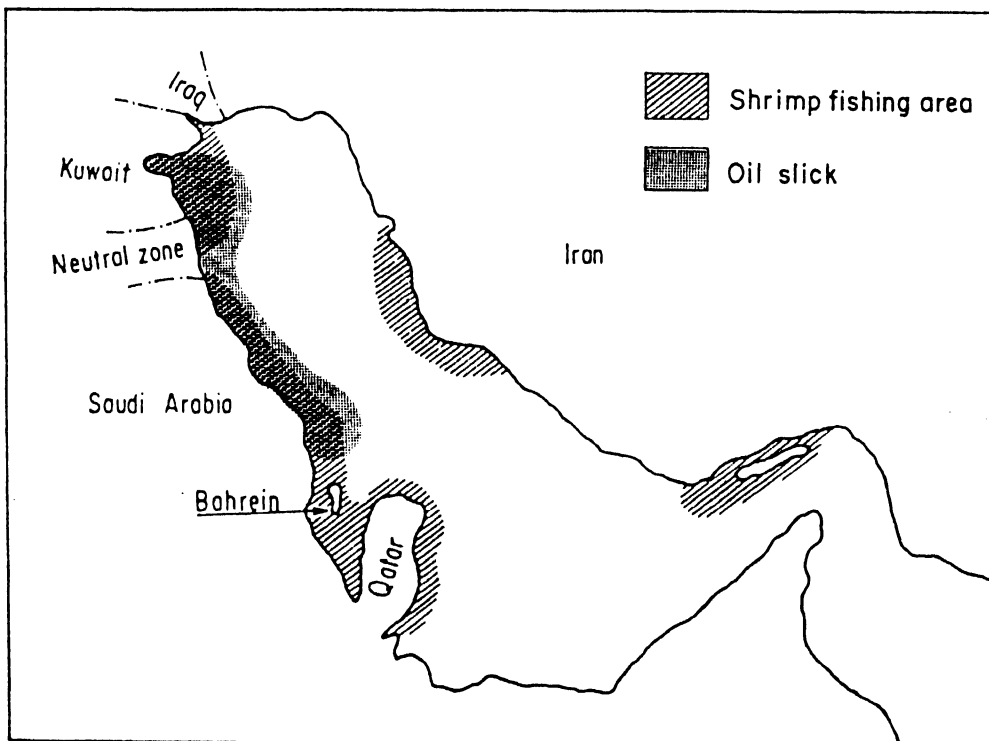 Iraq
Shrimp fishing area
Kuwait
Oil slick
Neutral zone
Iran
Saudi Arabia
Bahrein
Qatar